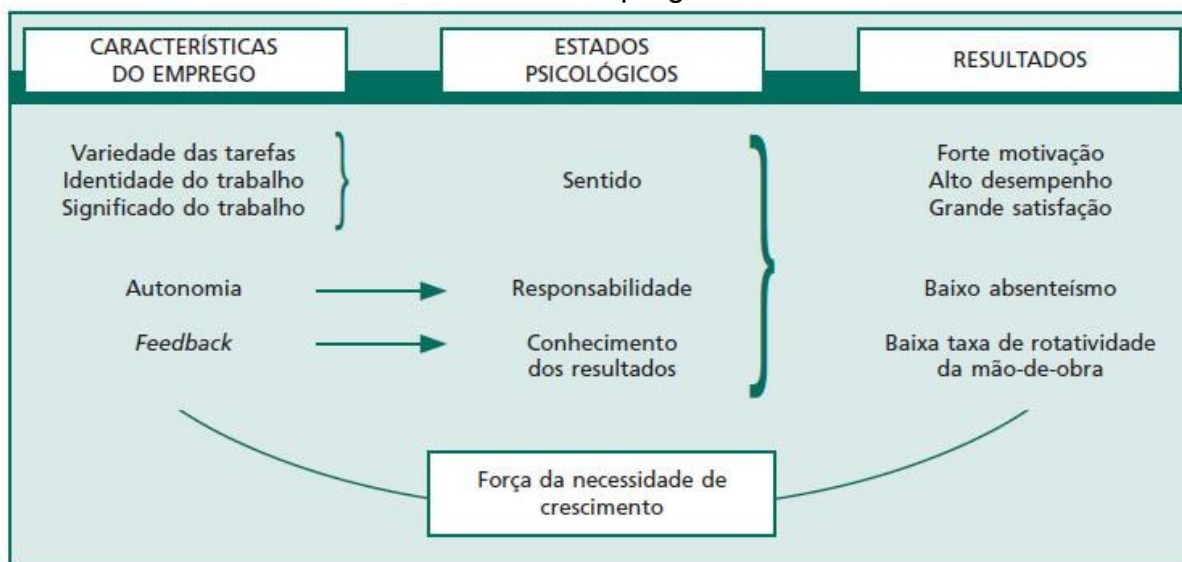 CARACTERÍSTICAS
DO EMPREGO
ESTADOS
PSICOLÓGICOS
RESULTADOS
Variedade das tarefas
Identidade do trabalho
Significado do trabalho
Sentido
Forte motivação
Alto desempenho
Grande satisfação
Autonomia
Responsabilidade
Baixo absenteísmo
Feedback
Conhecimento
dos resultados
Baixa taxa de rotatividade
da mão-de-obra
Força da necessidade de
crescimento